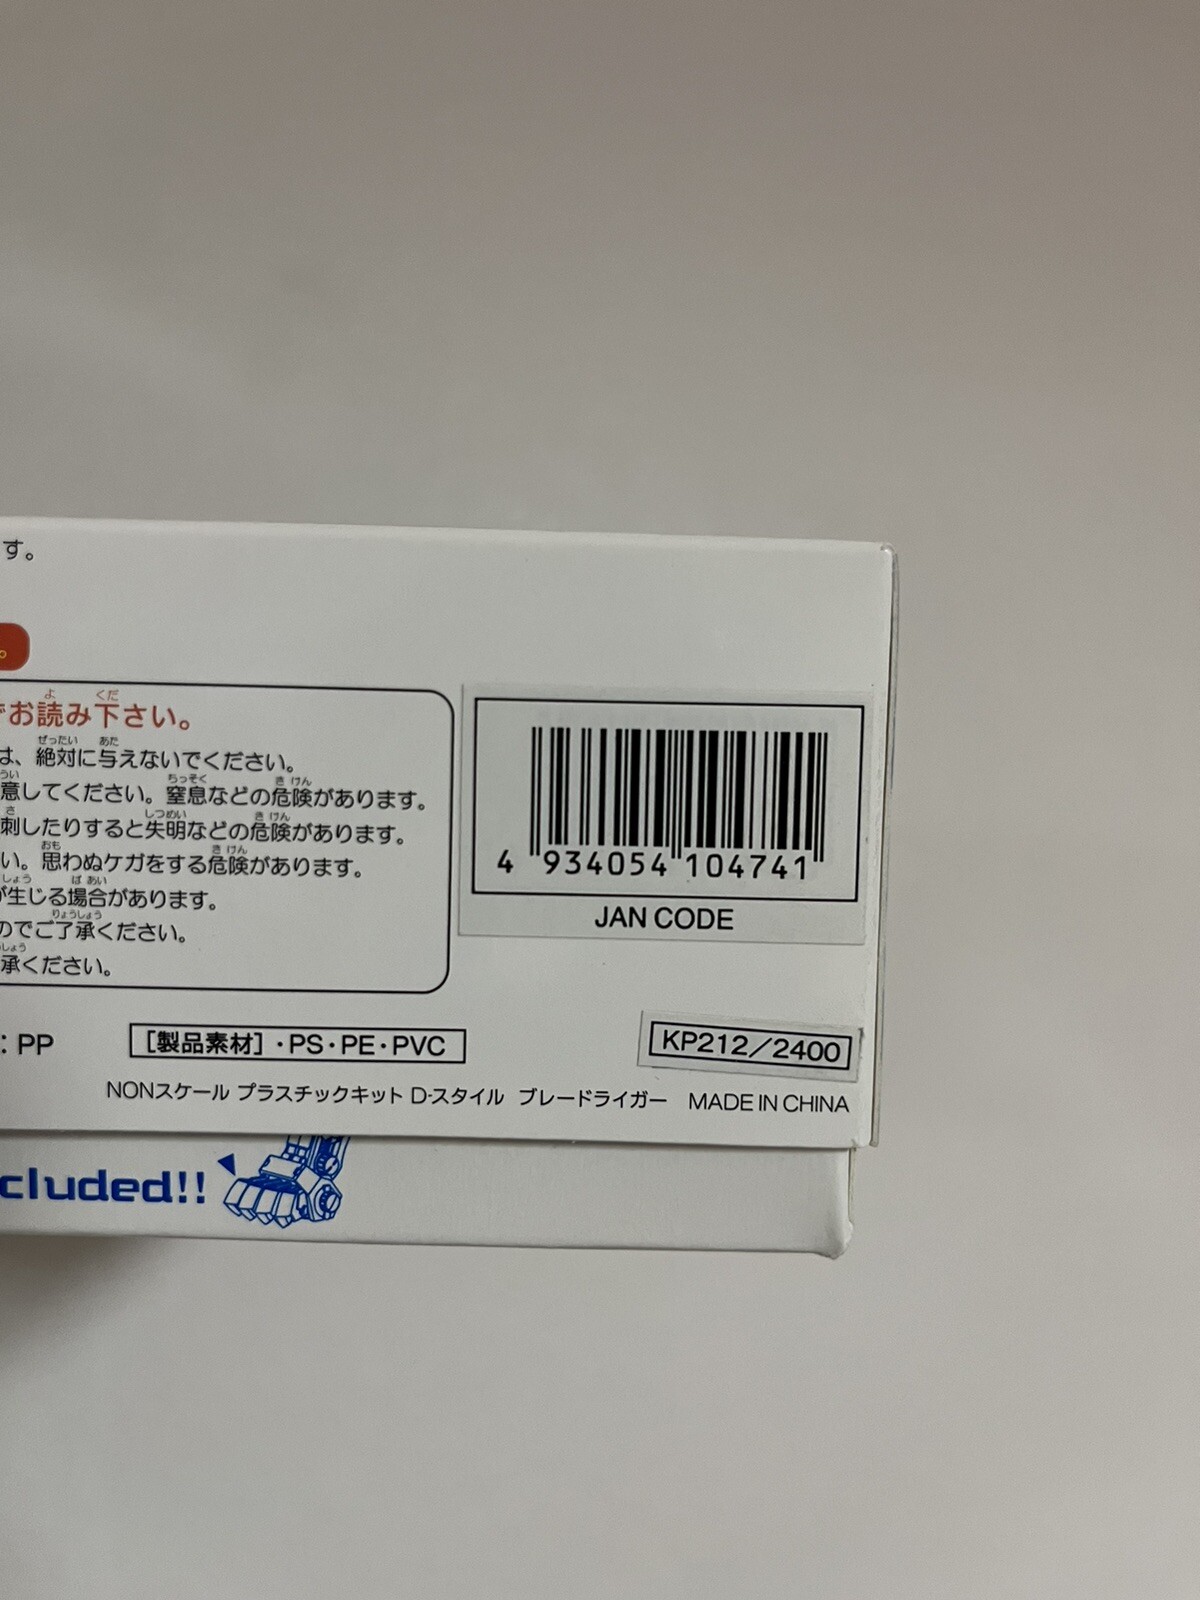 す。
。
でお読み下さい。
は、絶対に与えないでください。
意してください。窒息などの危険があります。
刺したりすると失明などの危険があります。
い。思わぬケガをする危険があります。
が生じる場合があります。
のでご了承ください。
承ください。
4 934054 104741
JAN CODE
: PP
[製品素材]・PS・PE・PVC
KP212/2400
NONスケール プラスチックキット D-スタイル ブレードライガー MADE IN CHINA
cluded!!